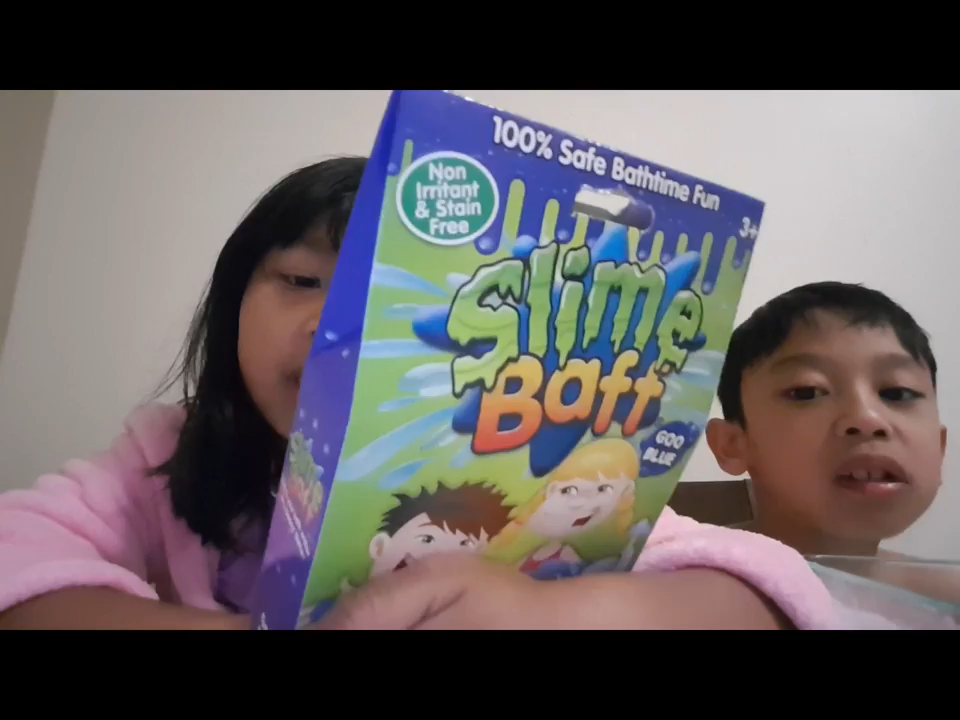 100% Safe Bathtime Fun
Non
Irritant
& Stain
Free
3+
Slime
Baff
GOO
BLUE